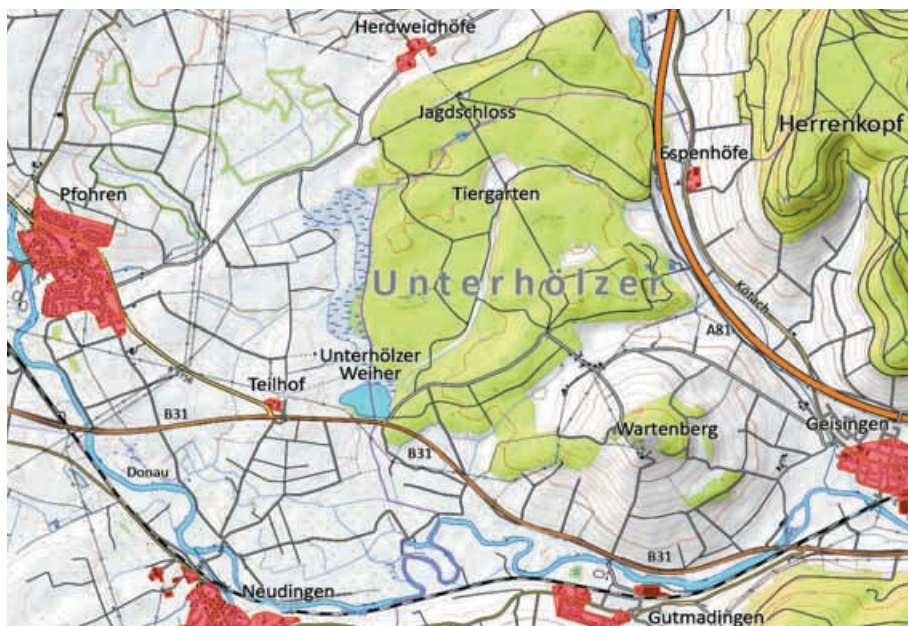 Herdweidhöfe
Jagdschloss
Herrenkopf
Espenhöfe
Pfohren
Tiergarten
Unterhölzer
Kötach
A81
Unterhölzer
Weiher
Teilhof
B31
Geisingen
Wartenberg
B31
Donau
B31
Neudingen
Gutmadingen